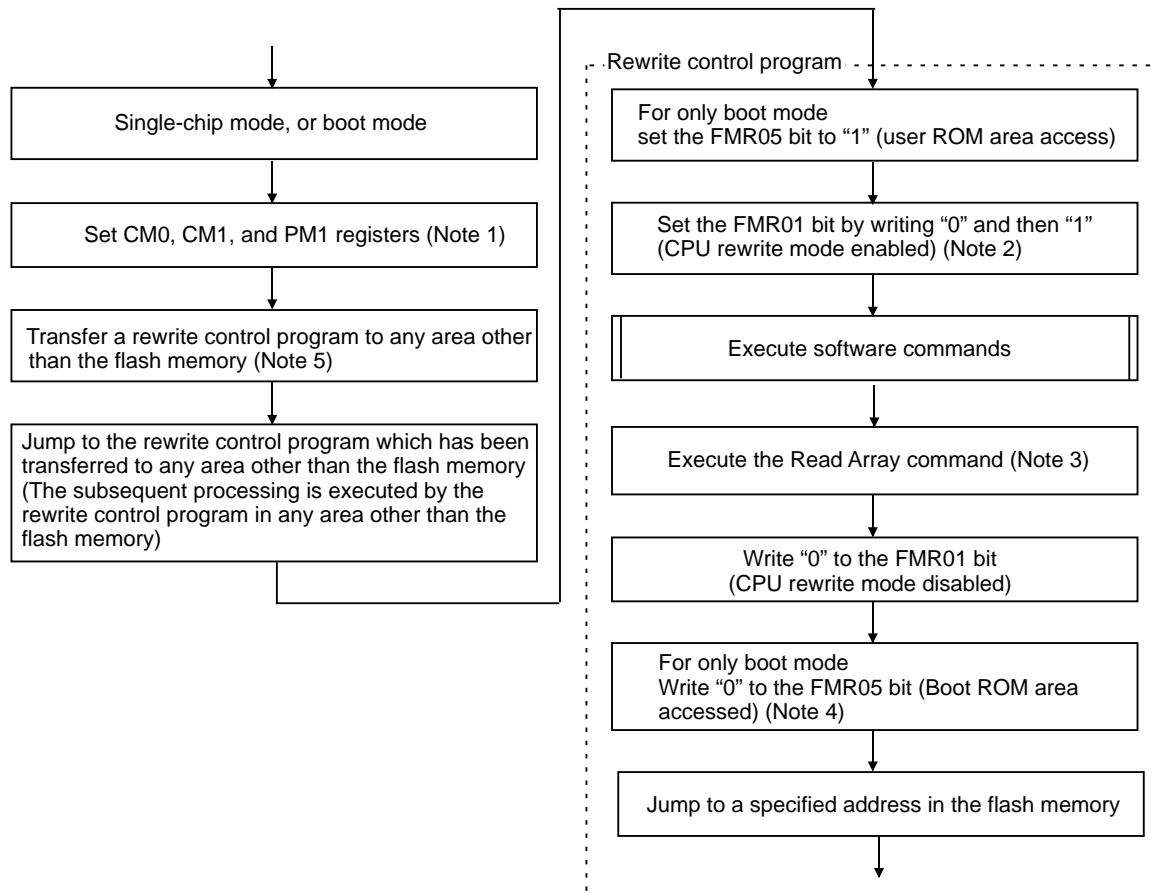 Single-chip mode, or boot mode
Set CM0, CM1, and PM1 registers (Note 1)
Transfer a rewrite control program to any area other
than the flash memory (Note 5)
Jump to the rewrite control program which has been
transferred to any area other than the flash memory
(The subsequent processing is executed by the
rewrite control program in any area other than the
flash memory)
Rewrite control program
For only boot mode
set the FMR05 bit to “1” (user ROM area access)
Set the FMR01 bit by writing “0” and then “1”
(CPU rewrite mode enabled) (Note 2)
Execute software commands
Execute the Read Array command (Note 3)
Write “0” to the FMR01 bit
(CPU rewrite mode disabled)
For only boot mode
Write “0” to the FMR05 bit (Boot ROM area
accessed) (Note 4)
Jump to a specified address in the flash memory